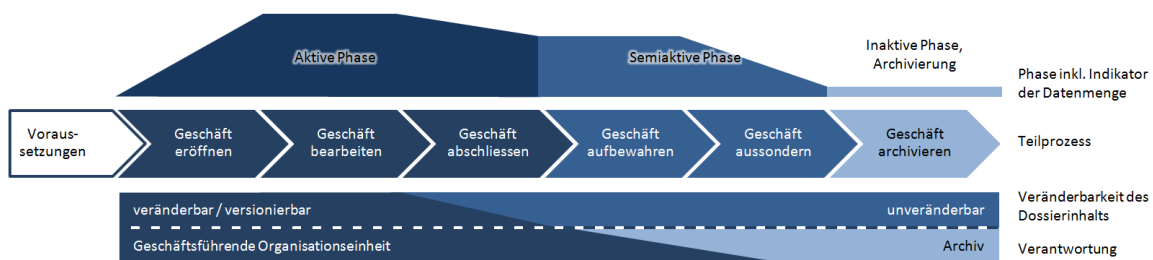 Aktive Phase
Semiaktive Phase
Inaktive Phase,
Archivierung
Phase inkl. Indikator
der Datenmenge
Voraus-
setzungen
Geschäft
eröffnen
Geschäft
bearbeiten
Geschäft
abschliessen
Geschäft
aufbewahren
Geschäft
aussondern
Geschäft
archivieren
Teilprozess
veränderbar / versionierbar
unveränderbar
Veränderbarkeit des
Dossierinhalts
Geschäftsführende Organisationseinheit
Archiv
Verantwortung